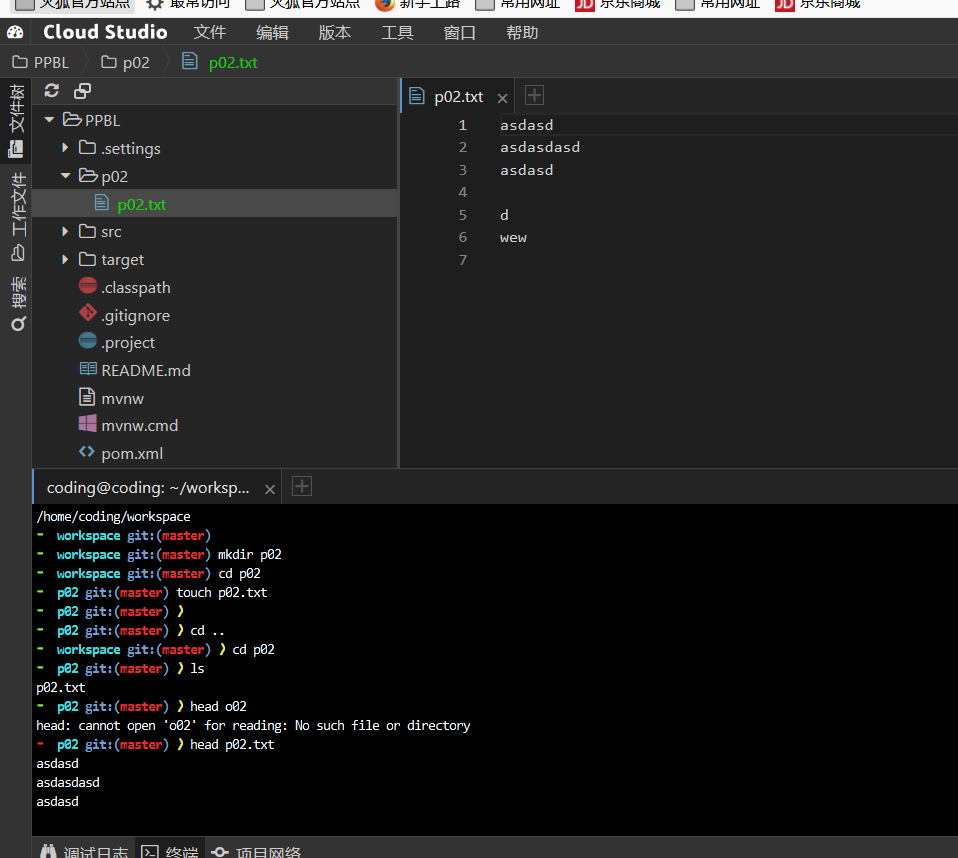 火狐官方站点 最常访问 火狐官方站点 新手上路 常用网址 京东商城 常用网址 京东商城
Cloud Studio 文件 编辑 版本 工具 窗口 帮助
PPBL p02 p02.txt
文件树
工作文件
搜索
PPBL
.settings
p02
p02.txt
src
target
.classpath
.gitignore
.project
README.md
mvnw
mvnw.cmd
pom.xml
p02.txt
1 asdasd
2 asdasdasd
3 asdasd
4
5 d
6 wew
7
coding@coding: ~/worksp...
/home/coding/workspace
- workspace git:(master)
- workspace git:(master) mkdir p02
- workspace git:(master) cd p02
- p02 git:(master) touch p02.txt
- p02 git:(master) ❯
- p02 git:(master) ❯ cd ..
- workspace git:(master) ❯ cd p02
- p02 git:(master) ❯ ls
p02.txt
- p02 git:(master) ❯ head o02
head: cannot open 'o02' for reading: No such file or directory
- p02 git:(master) ❯ head p02.txt
asdasd
asdasdasd
asdasd
调试日志 终端 项目网络